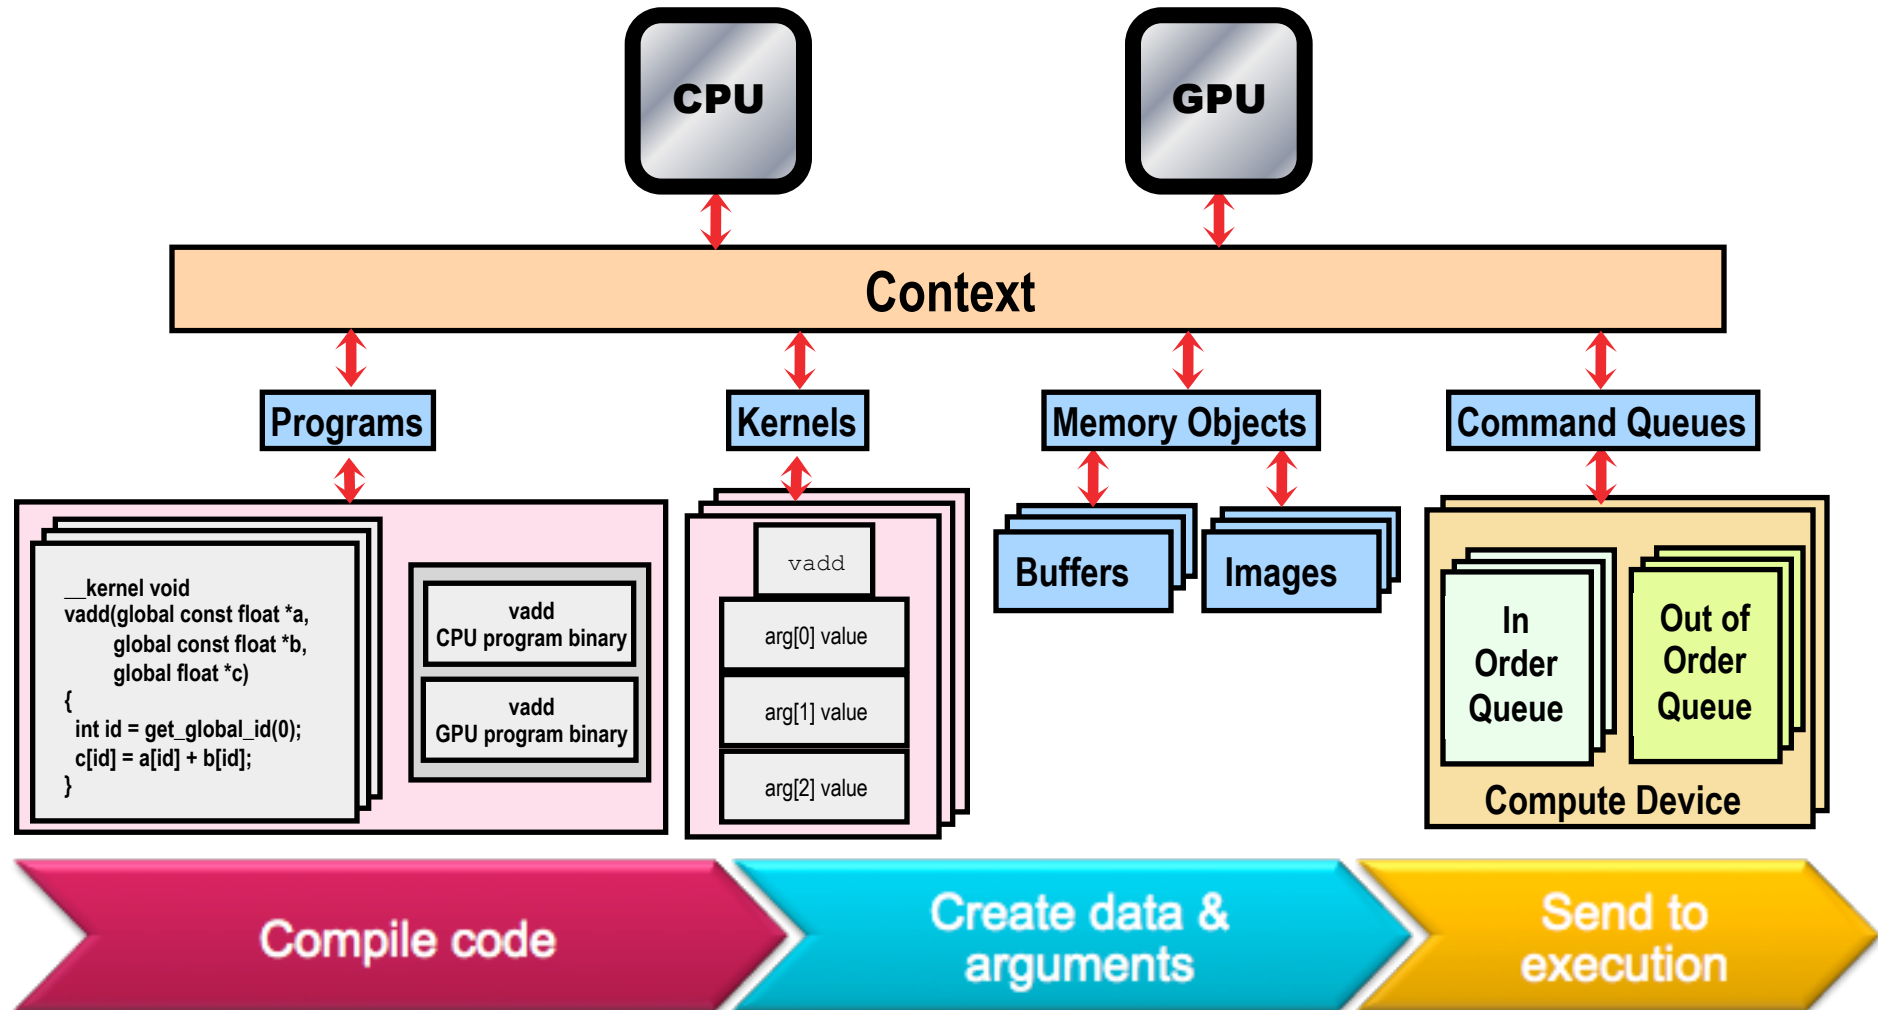 CPU
GPU
Context
Programs
Kernels
Memory Objects
Command Queues
__kernel void
vadd(global const float *a,
global const float *b,
global float *c)
{
int id = get_global_id(0);
c[id] = a[id] + b[id];
}
vadd
CPU program binary
vadd
GPU program binary
vadd
arg[0] value
arg[1] value
arg[2] value
Buffers
Images
In
Order
Queue
Out of
Order
Queue
Compute Device
Compile code
Create data &
arguments
Send to
execution